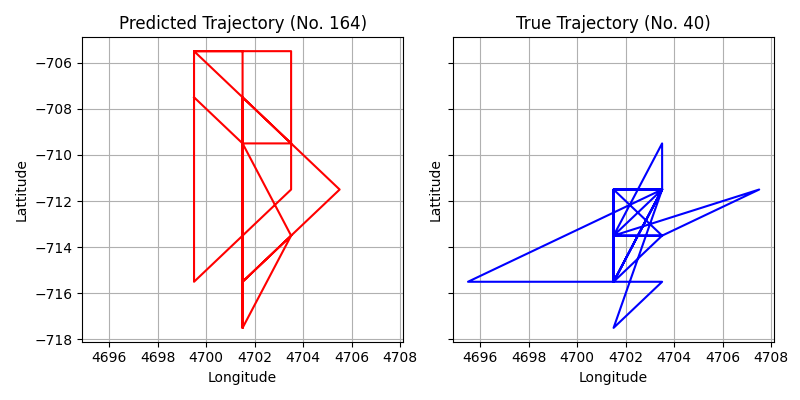 Predicted Trajectory (No. 164)
True Trajectory (No. 40)
−706
−708
−710
−712
−714
−716
−718
Lattitude
Lattitude
4696 4698 4700 4702 4704 4706 4708
4696 4698 4700 4702 4704 4706 4708
Longitude
Longitude